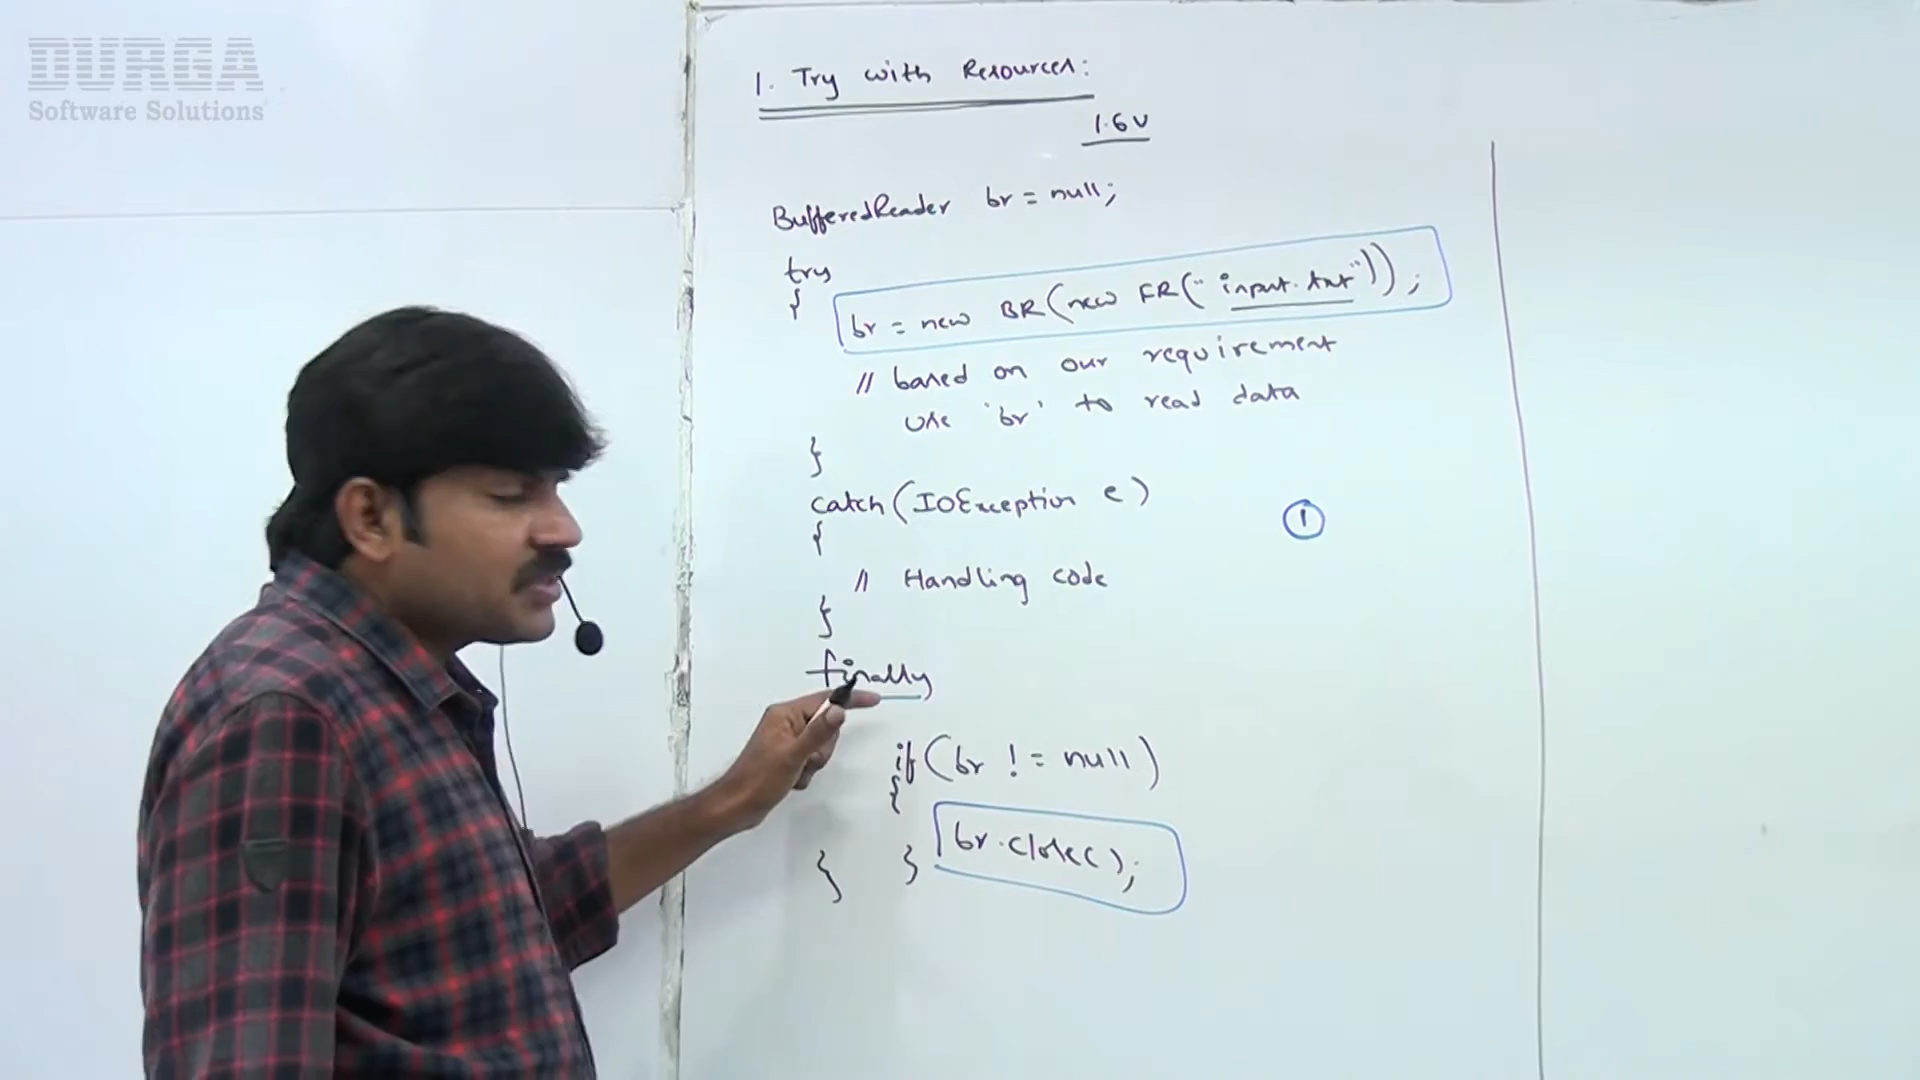 DURGA
Software Solutions
1. Try with Resources:
1.6V
BufferedReader br = null;
try
{
br = new BR(new FR("input.txt"));
// based on our requirement
use 'br' to read data
}
catch(IOException e)
{
1
// Handling code
}
finally
if(br != null)
{
br.close();
}
}